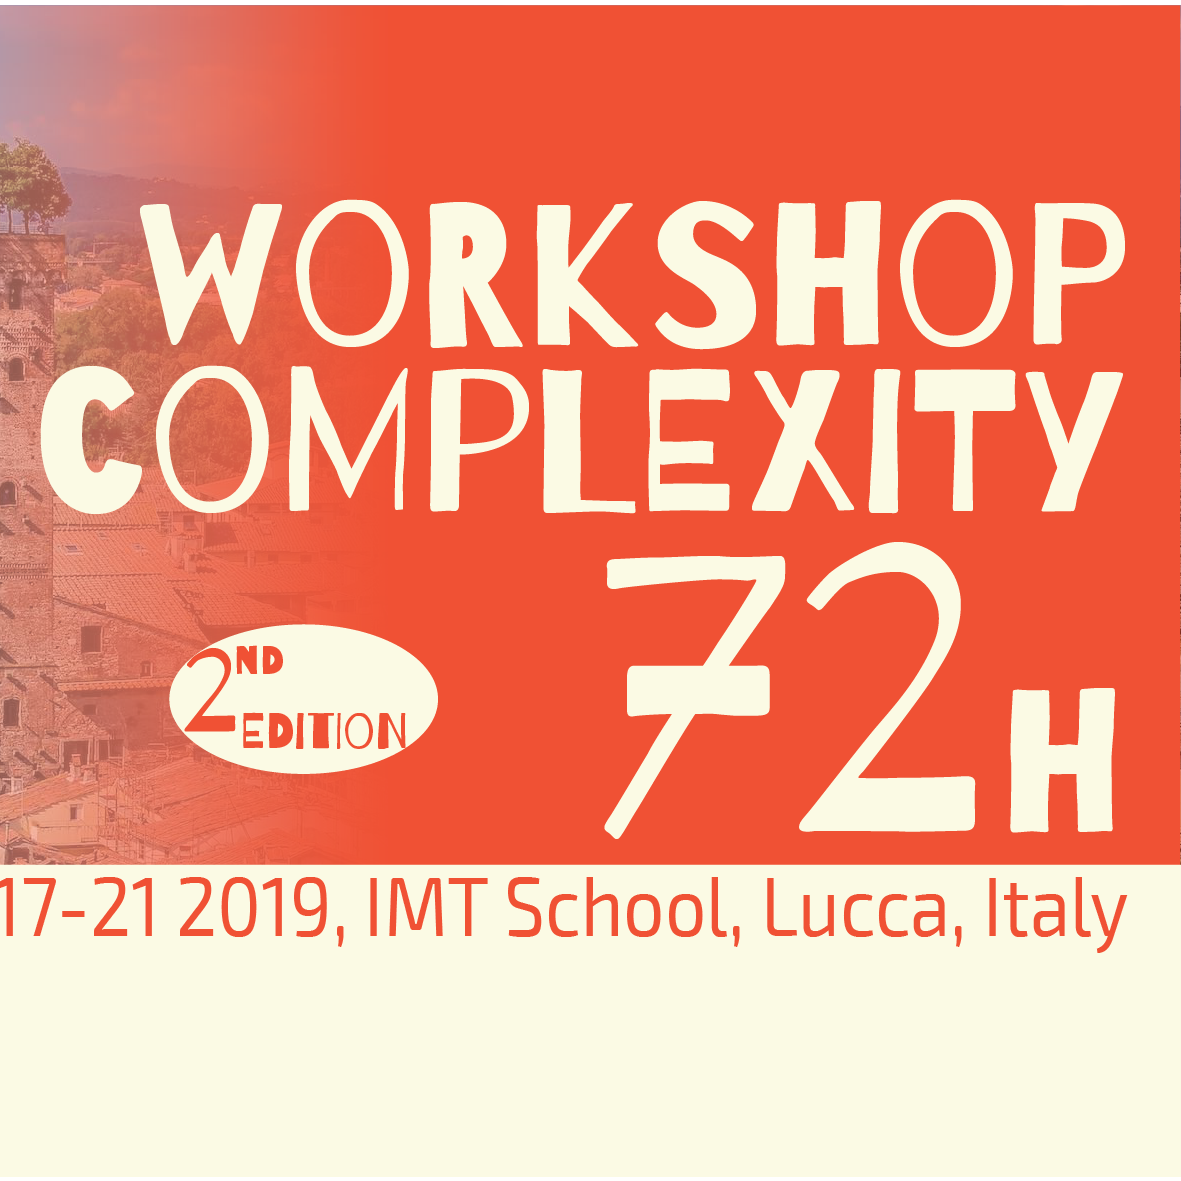 WORKSHOP
COMPLEXITY
72H
2ND
EDITION
17-21 2019, IMT School, Lucca, Italy